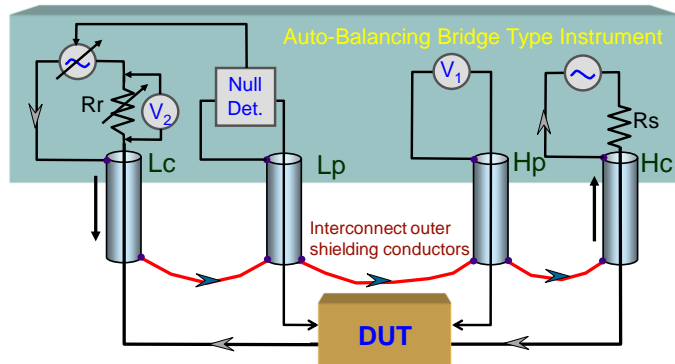 Auto-Balancing Bridge Type Instrument
Null
Det.
V1
V2
Rr
Rs
Lc
Lp
Hp
Hc
Interconnect outer
shielding conductors
DUT